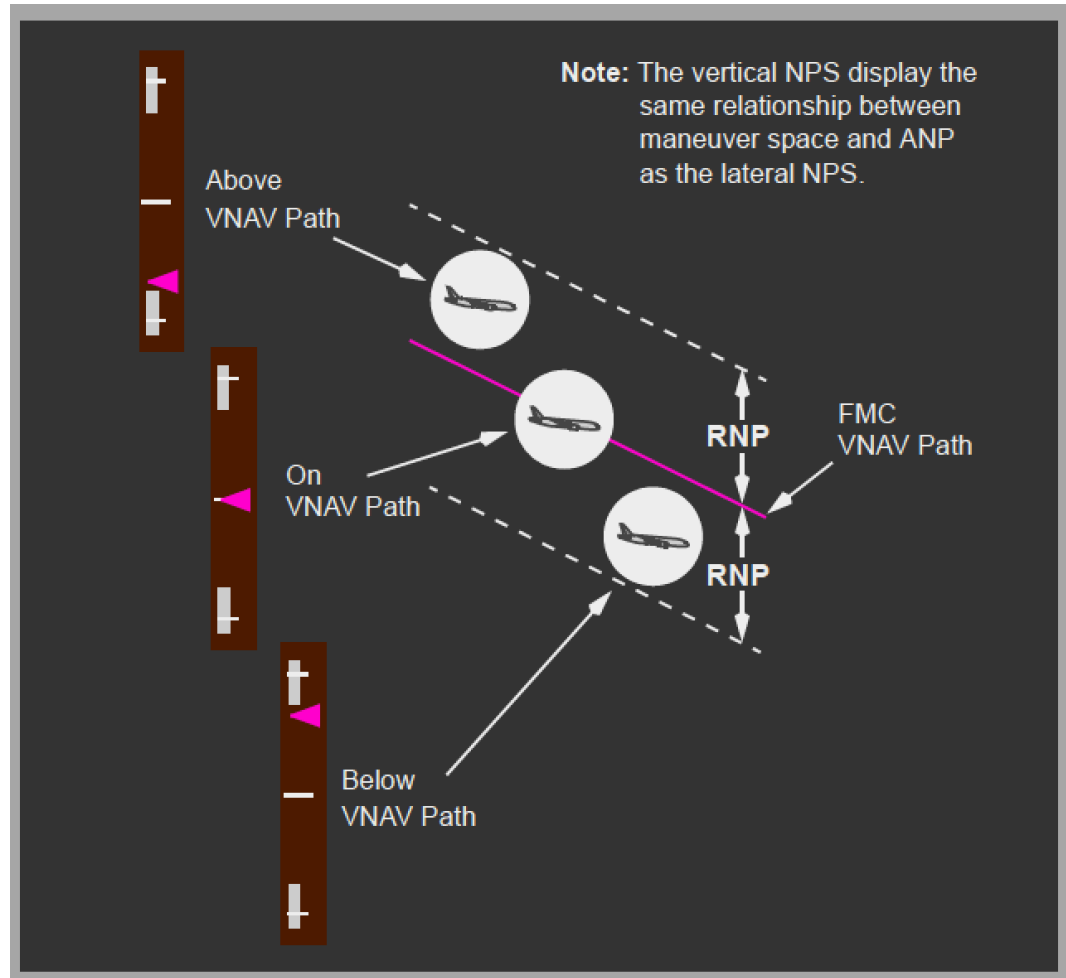 Note: The vertical NPS display the
same relationship between
maneuver space and ANP
as the lateral NPS.
Above
VNAV Path
FMC
VNAV Path
RNP
On
VNAV Path
RNP
Below
VNAV Path